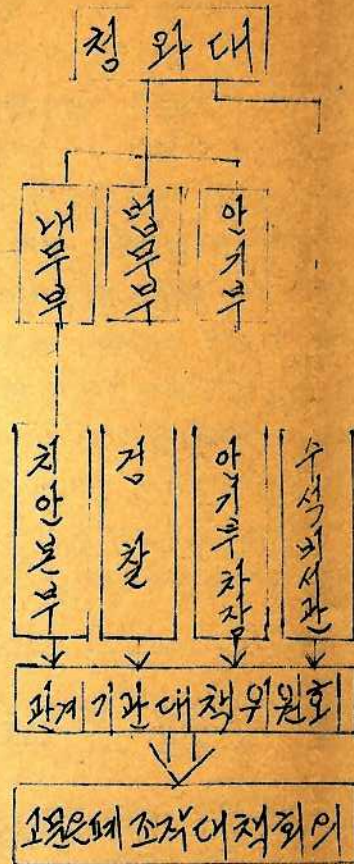 청와대
내무부
법무부
안기부
치안본부
검찰
안기부차장
수석비서관
관계기관대책위원회
고문은폐조작대책회의